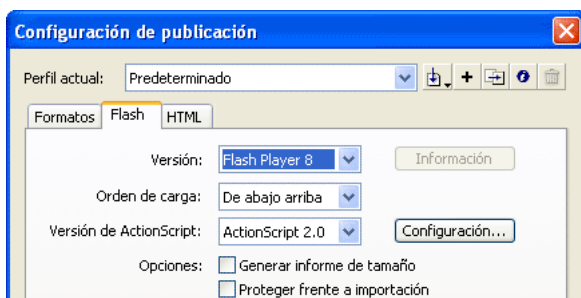 Configuración de publicación
Perfil actual: Predeterminado
Formatos Flash HTML
Versión: Flash Player 8 Información
Orden de carga: De abajo arriba
Versión de ActionScript: ActionScript 2.0 Configuración...
Opciones: Generar informe de tamaño
Proteger frente a importación